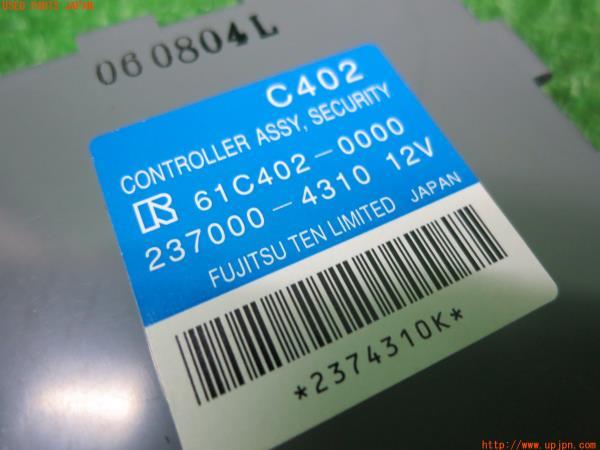 USED PARTS JAPAN
060804L
C402
CONTROLLER ASSY, SECURITY
R 61C402-0000
237000-4310 12V
FUJITSU TEN LIMITED JAPAN
*2374310K*
http://www.upjpn.com